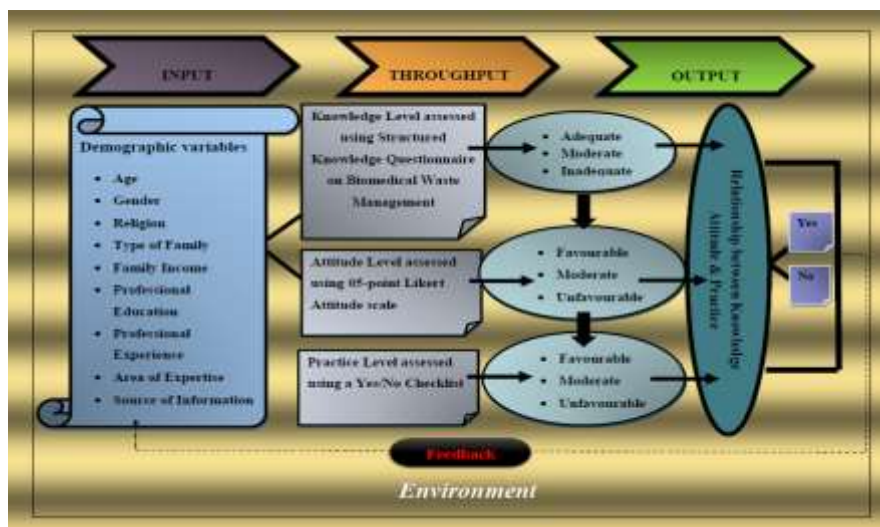 INPUT
THROUGHPUT
OUTPUT
Demographic variables
• Age
• Gender
• Religion
• Type of Family
• Family Income
• Professional
Education
• Professional
Experience
• Area of Expertise
• Source of Information
Knowledge Level assessed
using Structured
Knowledge Questionnaire
on Biomedical Waste
Management
Attitude Level assessed
using 05-point Likert
Attitude scale
Practice Level assessed
using a Yes/No Checklist
• Adequate
• Moderate
• Inadequate
• Favourable
• Moderate
• Unfavourable
• Favourable
• Moderate
• Unfavourable
Relationship between Knowledge
Attitude & Practice
Yes
No
Feedback
Environment